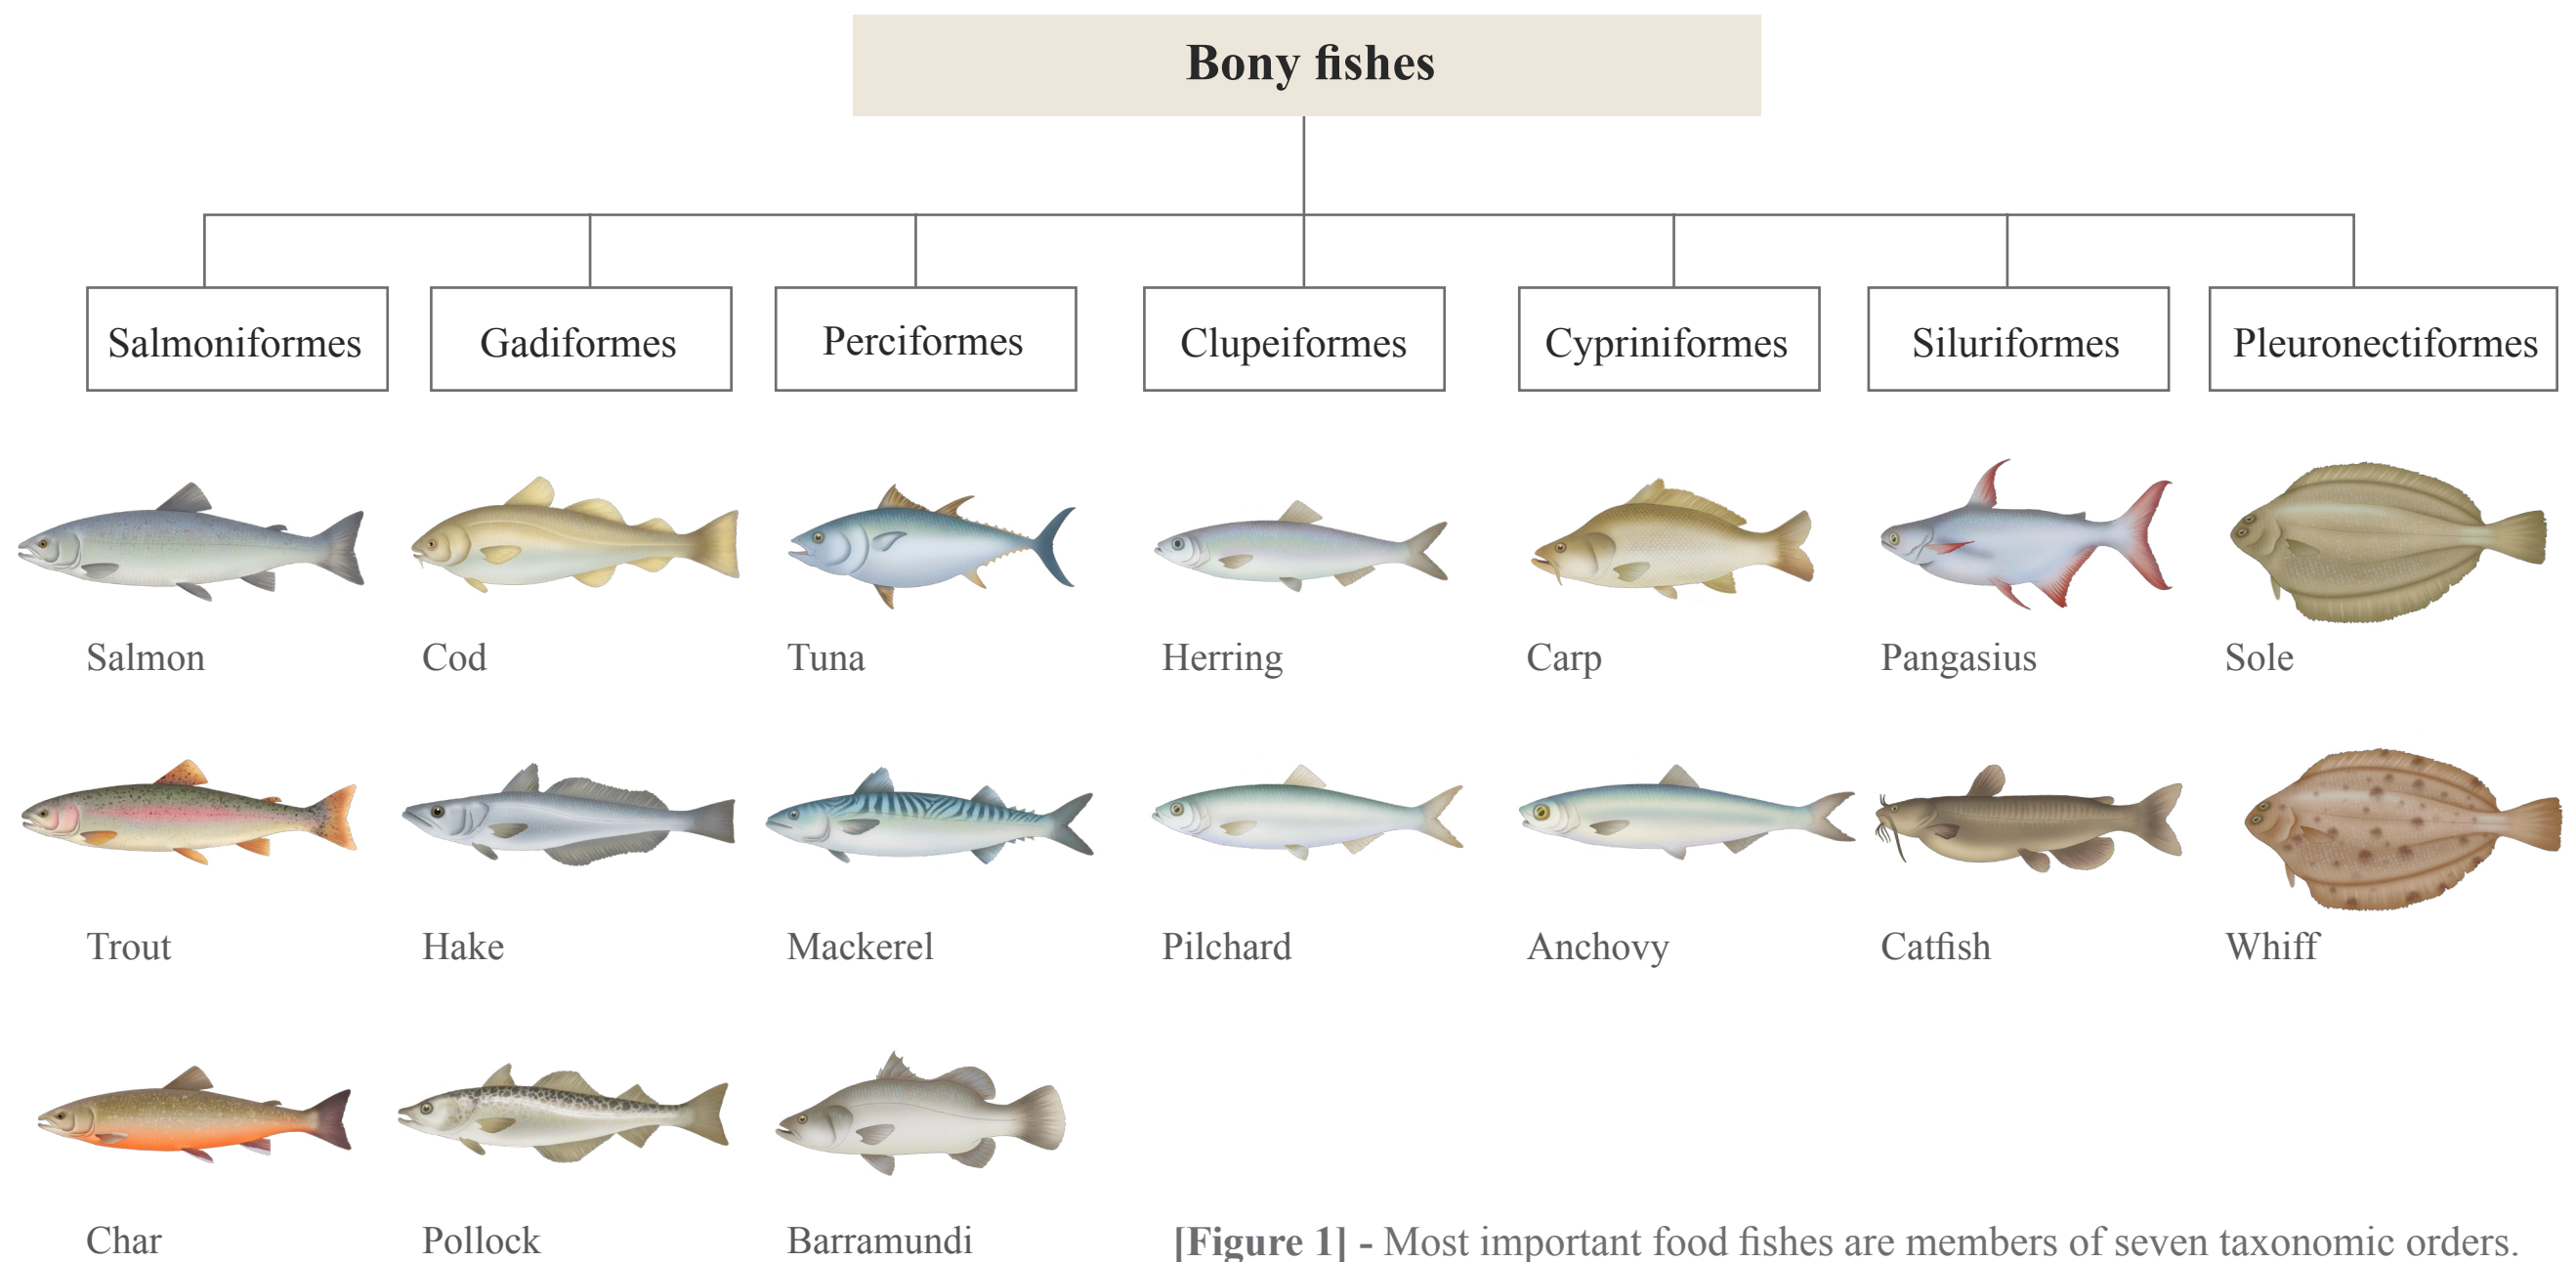 Bony fishes
Salmoniformes
Gadiformes
Perciformes
Clupeiformes
Cypriniformes
Siluriformes
Pleuronectiformes
Salmon
Cod
Tuna
Herring
Carp
Pangasius
Sole
Trout
Hake
Mackerel
Pilchard
Anchovy
Catfish
Whiff
Char
Pollock
Barramundi
[Figure 1] - Most important food fishes are members of seven taxonomic orders.